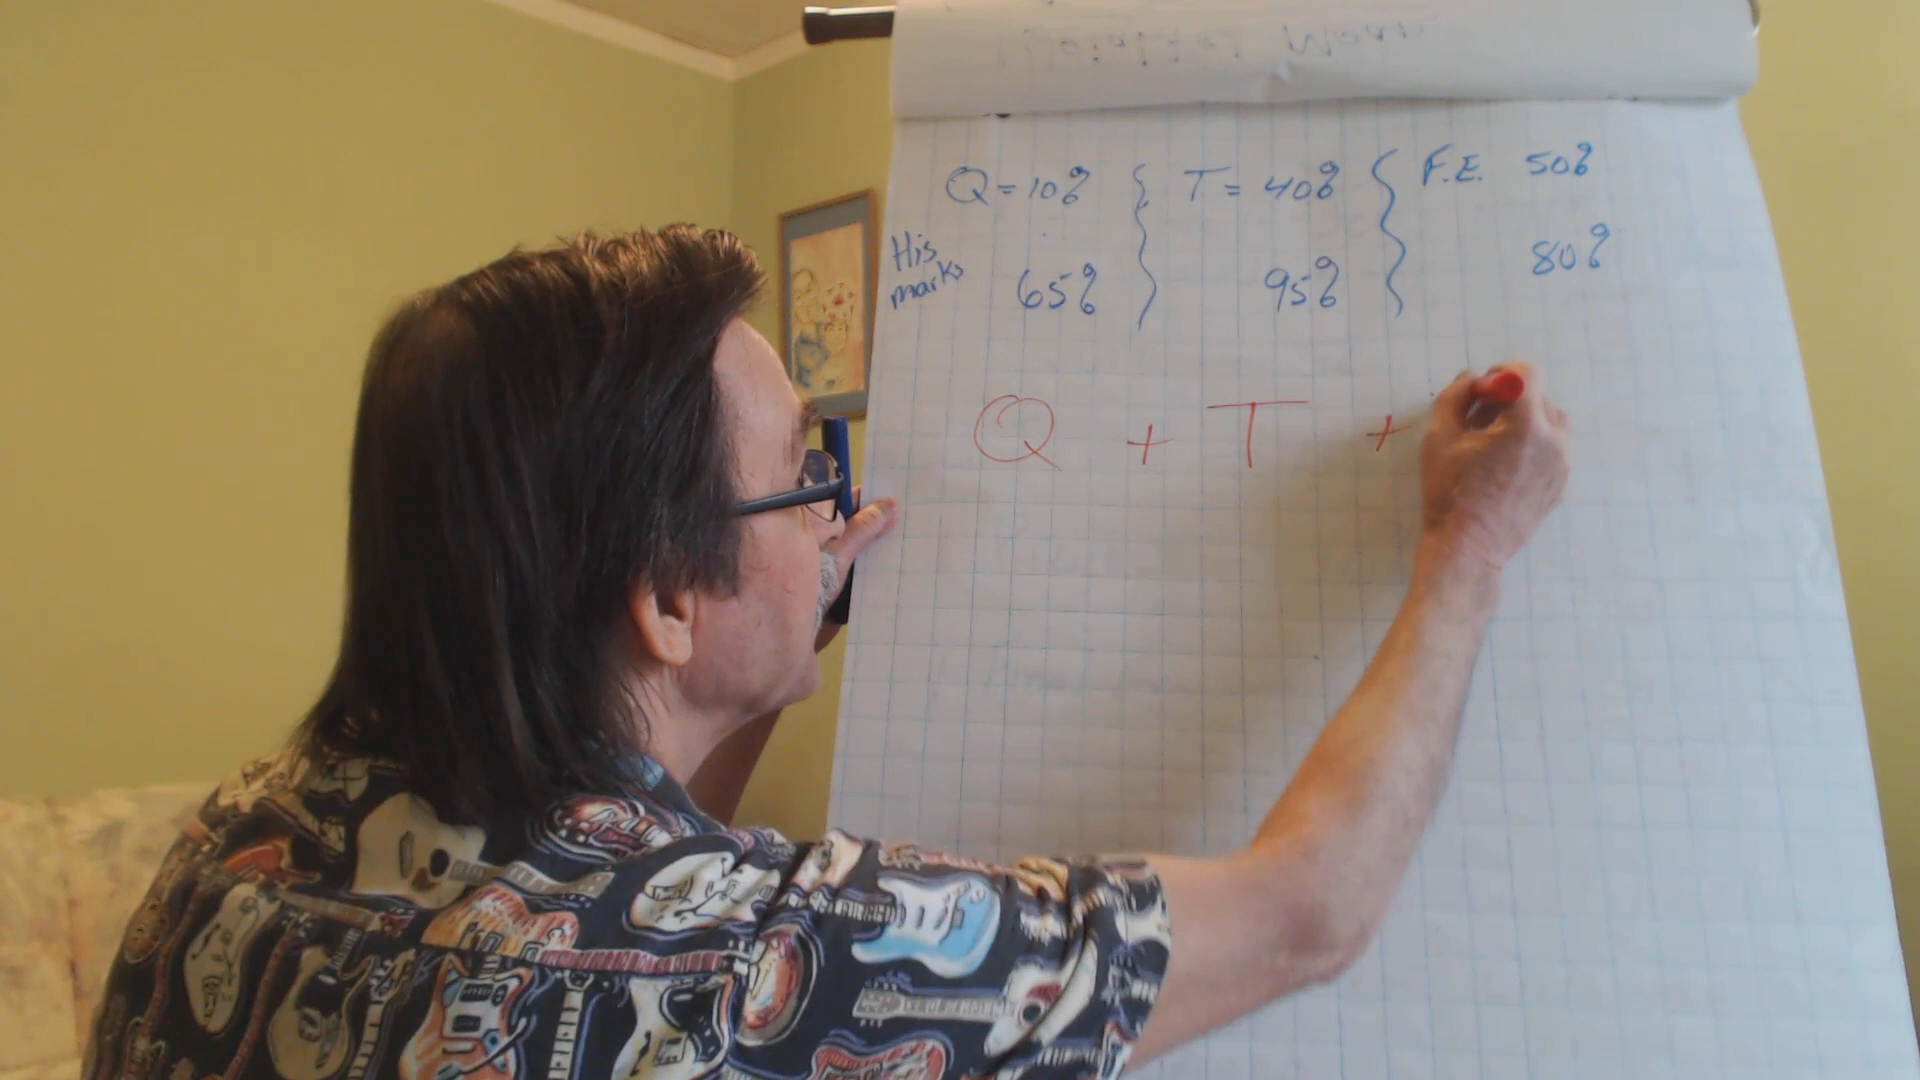 Q = 10% T = 40% F.E. 50%
His marks 65% 95% 80%
Q + T +